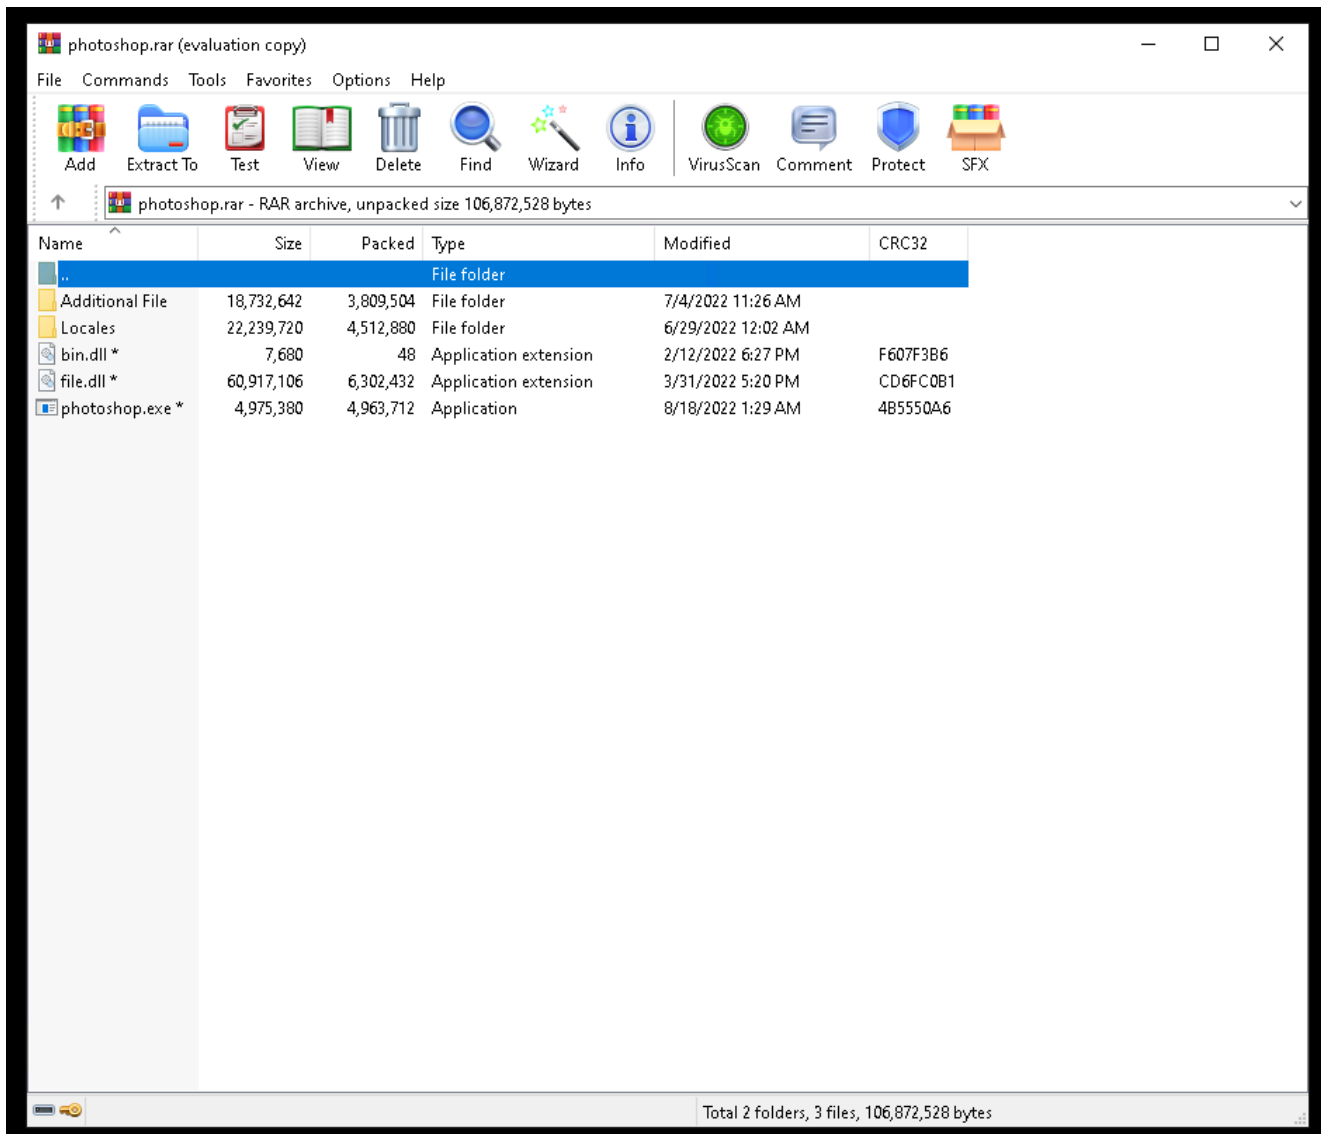 photoshop.rar (evaluation copy)
File Commands Tools Favorites Options Help
Add Extract To Test View Delete Find Wizard Info VirusScan Comment Protect SFX
photoshop.rar - RAR archive, unpacked size 106,872,528 bytes
Name Size Packed Type Modified CRC32
.. File folder
Additional File 18,732,642 3,809,504 File folder 7/4/2022 11:26 AM
Locales 22,239,720 4,512,880 File folder 6/29/2022 12:02 AM
bin.dll * 7,680 48 Application extension 2/12/2022 6:27 PM F607F3B6
file.dll * 60,917,106 6,302,432 Application extension 3/31/2022 5:20 PM CD6FC0B1
photoshop.exe * 4,975,380 4,963,712 Application 8/18/2022 1:29 AM 4B5550A6
Total 2 folders, 3 files, 106,872,528 bytes